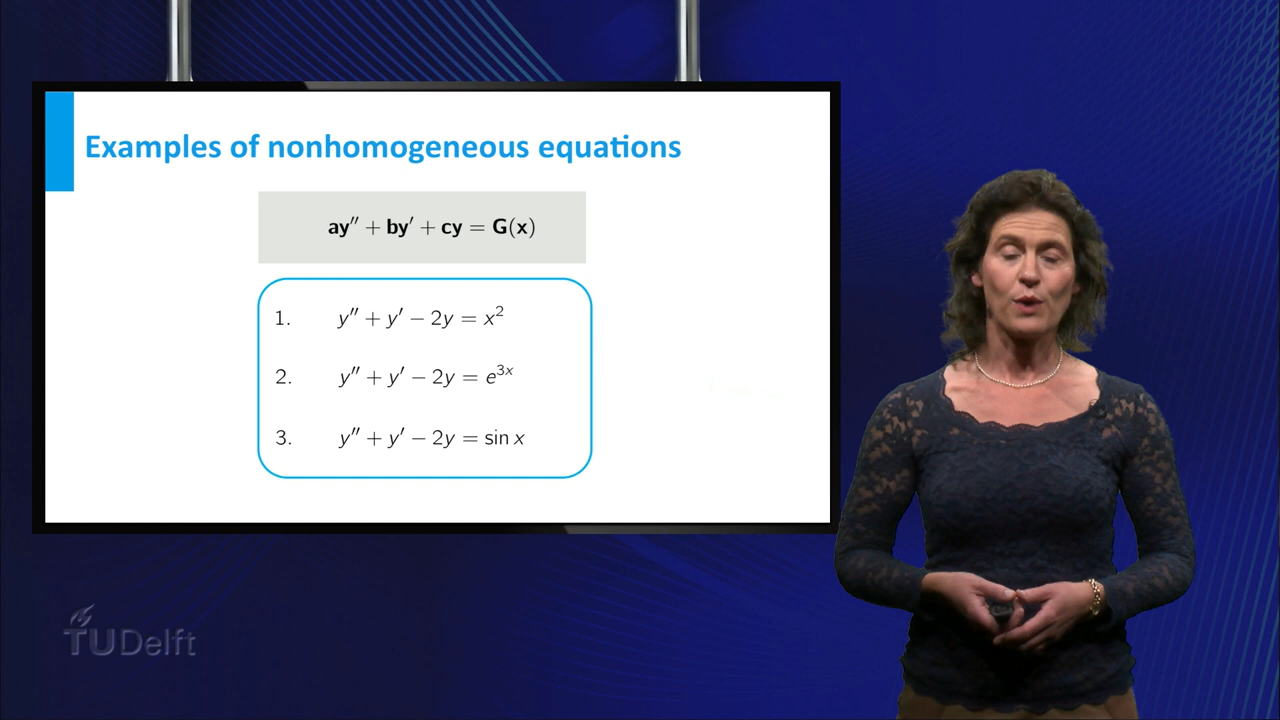 Examples of nonhomogeneous equations
ay″ + by′ + cy = G(x)
1. y″ + y′ − 2y = x²
2. y″ + y′ − 2y = e³ˣ
3. y″ + y′ − 2y = sin x
TUDelft